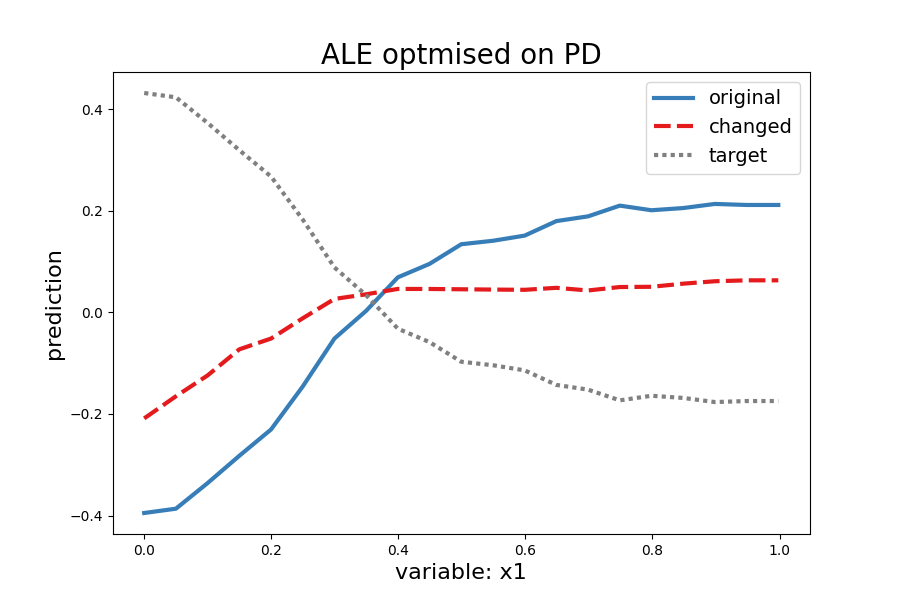 ALE optmised on PD
original
changed
target
prediction
0.4
0.2
0.0
−0.2
−0.4
0.0 0.2 0.4 0.6 0.8 1.0
variable: x1